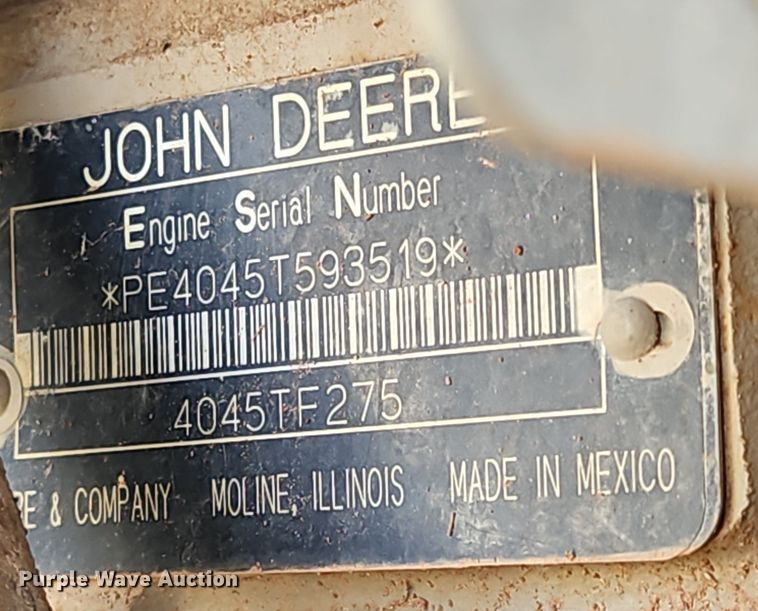 JOHN DEERE
Engine Serial Number
*PE4045T593519*
4045TF275
& COMPANY MOLINE, ILLINOIS MADE IN MEXICO
Purple Wave Auction